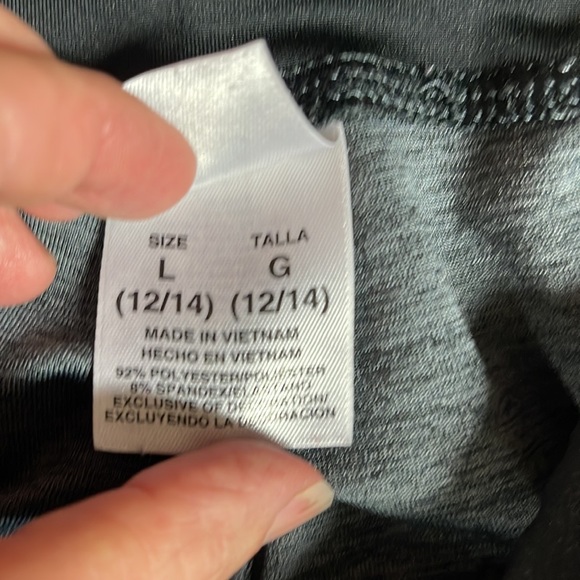 SIZE TALLA
L G
(12/14) (12/14)
MADE IN VIETNAM
HECHO EN VIETNAM
92% POLYESTER/POLIESTER
8% SPANDEX/ELASTANO
EXCLUSIVE OF DECORATION/
EXCLUYENDO LA DECORACIÓN